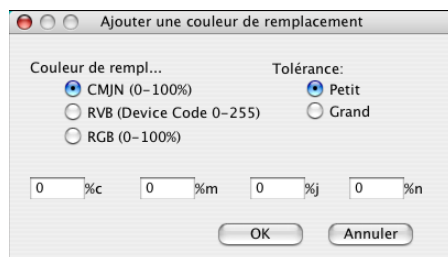 Ajouter une couleur de remplacement
Couleur de rempl...
Tolérance:
CMJN (0-100%)
Petit
RVB (Device Code 0-255)
Grand
RGB (0-100%)
0 %c 0 %m 0 %j 0 %n
OK Annuler